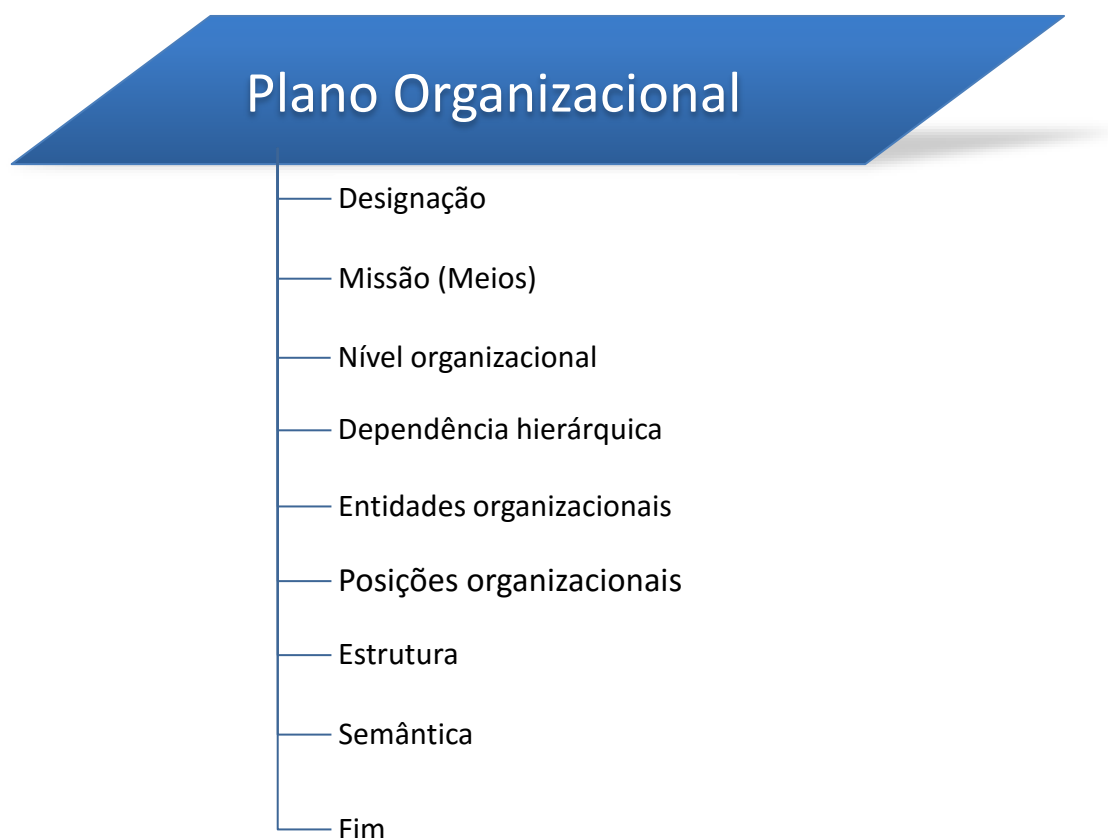 Plano Organizacional
Designação
Missão (Meios)
Nível organizacional
Dependência hierárquica
Entidades organizacionais
Posições organizacionais
Estrutura
Semântica
Fim